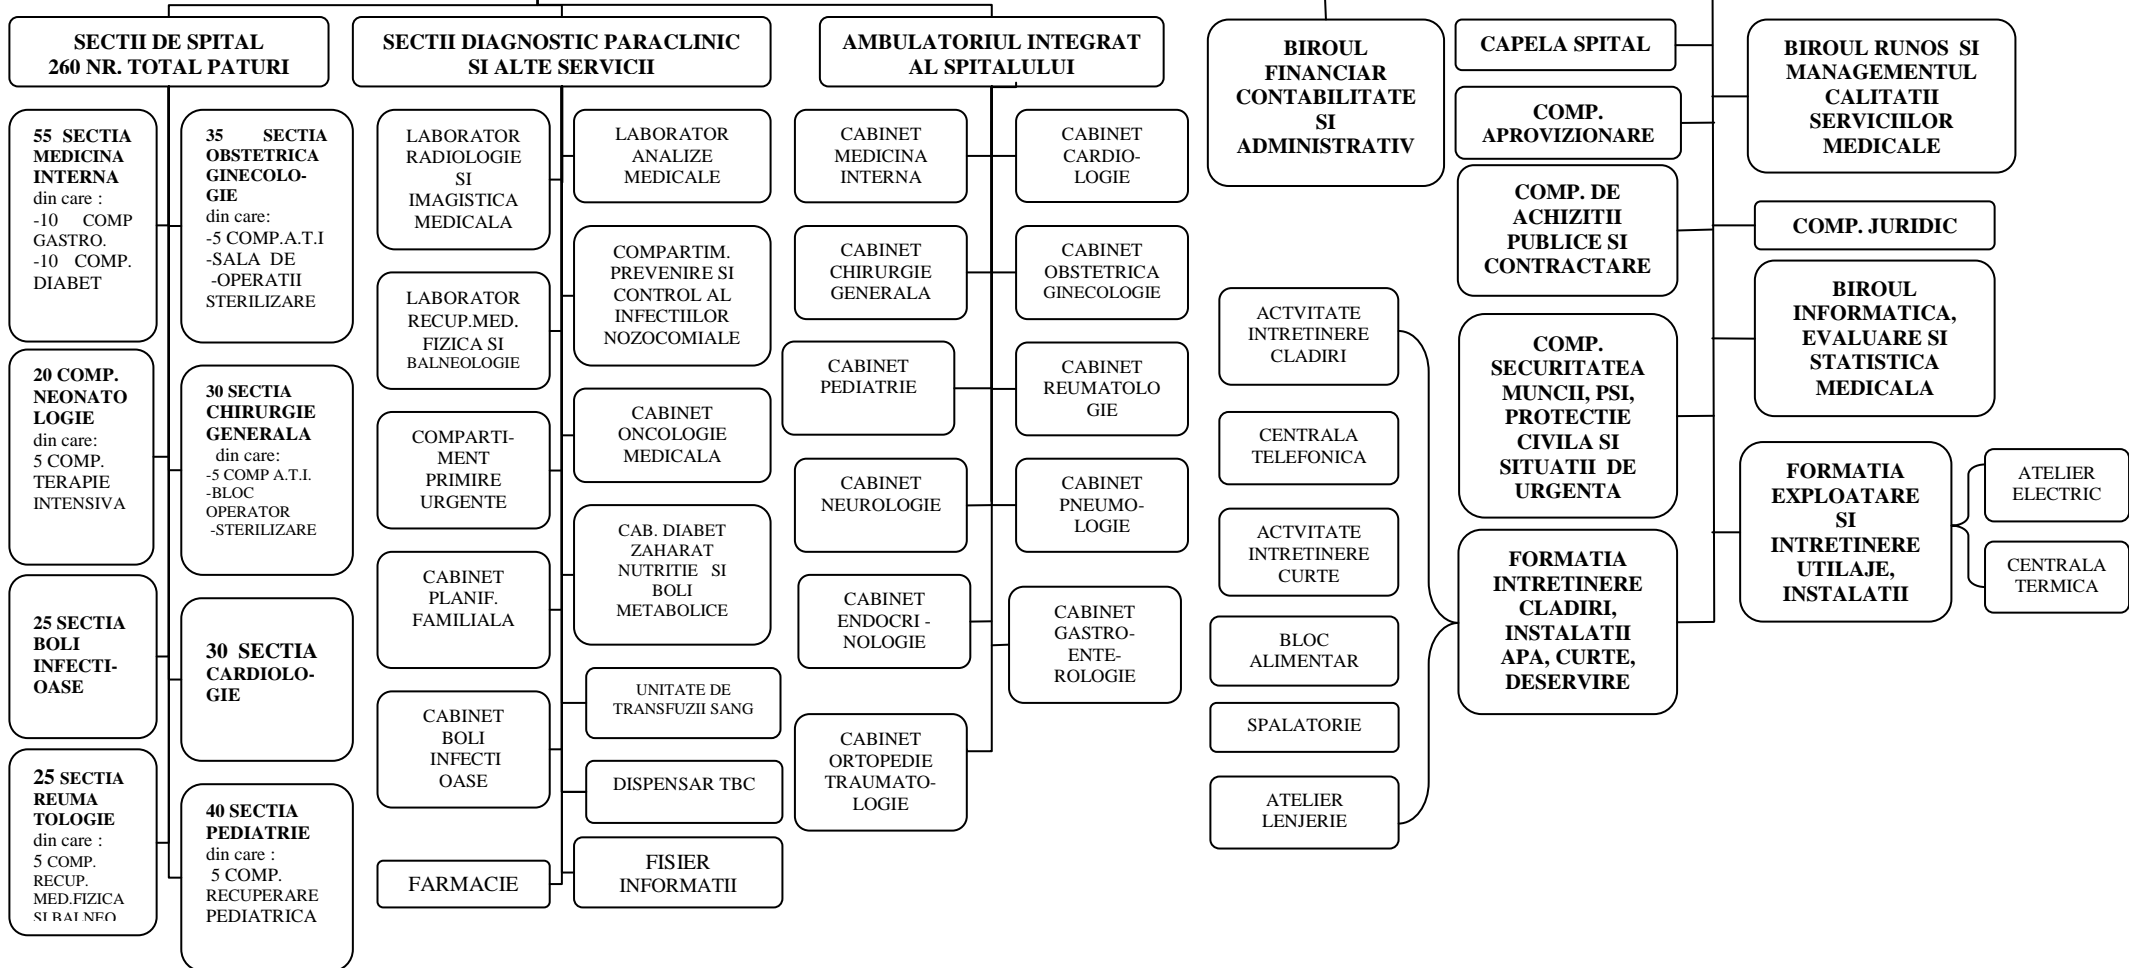 SECTII DE SPITAL
260 NR. TOTAL PATURI
55 SECTIA
MEDICINA
INTERNA
din care :
-10 COMP
GASTRO.
-10 COMP.
DIABET
35 SECTIA
OBSTETRICA
GINECOLO-
GIE
din care:
-5 COMP.A.T.I
-SALA DE
-OPERATII
STERILIZARE
20 COMP.
NEONATO
LOGIE
din care:
5 COMP.
TERAPIE
INTENSIVA
30 SECTIA
CHIRURGIE
GENERALA
din care:
-5 COMP A.T.I.
-BLOC
OPERATOR
-STERILIZARE
25 SECTIA
BOLI
INFECTI-
OASE
30 SECTIA
CARDIOLO-
GIE
25 SECTIA
REUMA
TOLOGIE
din care :
5 COMP.
RECUP.
MED.FIZICA
SI BALNEO
40 SECTIA
PEDIATRIE
din care :
5 COMP.
RECUPERARE
PEDIATRICA
SECTII DIAGNOSTIC PARACLINIC
SI ALTE SERVICII
LABORATOR
RADIOLOGIE
SI
IMAGISTICA
MEDICALA
LABORATOR
ANALIZE
MEDICALE
LABORATOR
RECUP.MED.
FIZICA SI
BALNEOLOGIE
COMPARTIM.
PREVENIRE SI
CONTROL AL
INFECTIILOR
NOZOCOMIALE
COMPARTI-
MENT
PRIMIRE
URGENTE
CABINET
ONCOLOGIE
MEDICALA
CABINET
PLANIF.
FAMILIALA
CAB. DIABET
ZAHARAT
NUTRITIE SI
BOLI
METABOLICE
CABINET
BOLI
INFECTI
OASE
UNITATE DE
TRANSFUZII SANG
DISPENSAR TBC
FARMACIE
FISIER
INFORMATII
AMBULATORIUL INTEGRAT
AL SPITALULUI
CABINET
MEDICINA
INTERNA
CABINET
CARDIO-
LOGIE
CABINET
CHIRURGIE
GENERALA
CABINET
OBSTETRICA
GINECOLOGIE
CABINET
PEDIATRIE
CABINET
REUMATOLO
GIE
CABINET
NEUROLOGIE
CABINET
PNEUMO-
LOGIE
CABINET
ENDOCRI -
NOLOGIE
CABINET
GASTRO-
ENTE-
ROLOGIE
CABINET
ORTOPEDIE
TRAUMATO-
LOGIE
BIROUL
FINANCIAR
CONTABILITATE
SI
ADMINISTRATIV
CAPELA SPITAL
COMP.
APROVIZIONARE
COMP. DE
ACHIZITII
PUBLICE SI
CONTRACTARE
COMP.
SECURITATEA
MUNCII, PSI,
PROTECTIE
CIVILA SI
SITUATII DE
URGENTA
FORMATIA
INTRETINERE
CLADIRI,
INSTALATII
APA, CURTE,
DESERVIRE
ACTVITATE
INTRETINERE
CLADIRI
CENTRALA
TELEFONICA
ACTVITATE
INTRETINERE
CURTE
BLOC
ALIMENTAR
SPALATORIE
ATELIER
LENJERIE
BIROUL RUNOS SI
MANAGEMENTUL
CALITATII
SERVICIILOR
MEDICALE
COMP. JURIDIC
BIROUL
INFORMATICA,
EVALUARE SI
STATISTICA
MEDICALA
FORMATIA
EXPLOATARE
SI
INTRETINERE
UTILAJE,
INSTALATII
ATELIER
ELECTRIC
CENTRALA
TERMICA